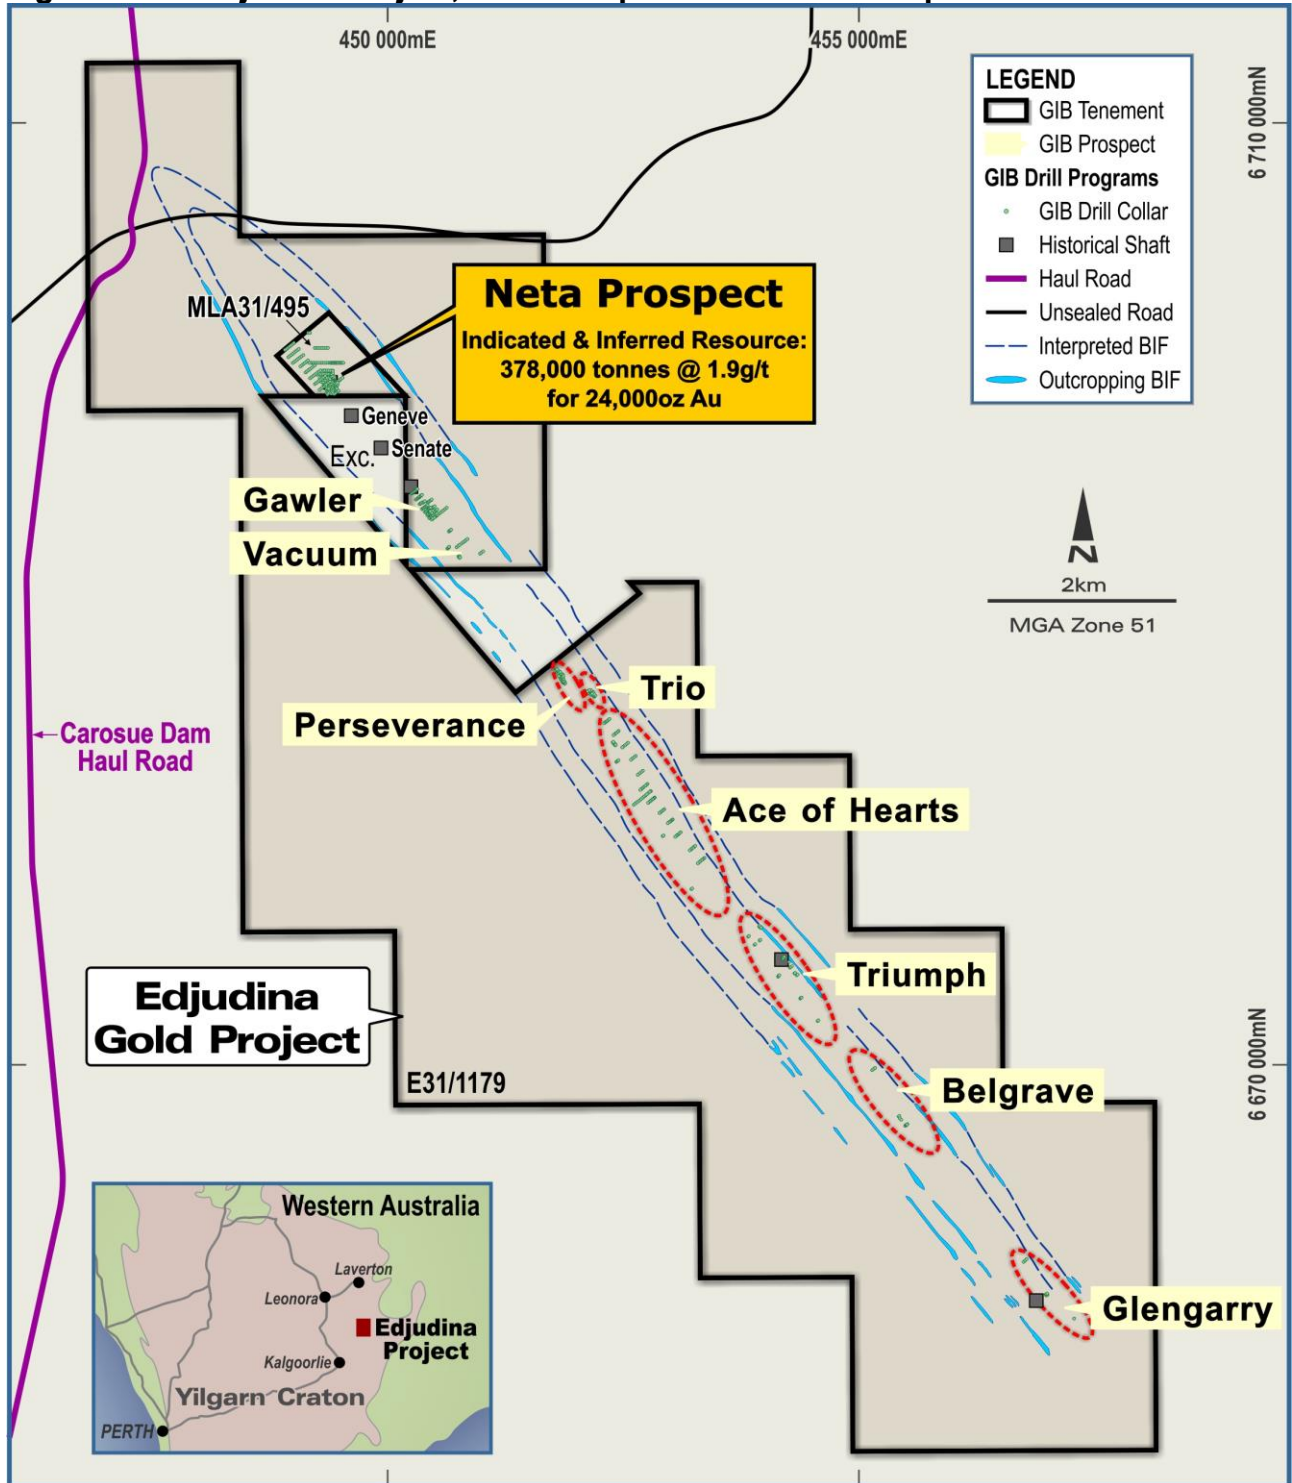 450 000mE
455 000mE
6 710 000mN
LEGEND
GIB Tenement
GIB Prospect
GIB Drill Programs
GIB Drill Collar
Historical Shaft
Haul Road
Unsealed Road
Interpreted BIF
Outcropping BIF
MLA31/495
Neta Prospect
Indicated & Inferred Resource:
378,000 tonnes @ 1.9g/t
for 24,000oz Au
Geneve
Senate
Exc.
Gawler
Vacuum
N
2km
MGA Zone 51
Trio
Perseverance
Carosue Dam
Haul Road
Ace of Hearts
Triumph
Edjudina
Gold Project
E31/1179
Belgrave
6 670 000mN
Glengarry
Western Australia
Laverton
Leonora
Edjudina
Project
Kalgoorlie
Yilgarn Craton
PERTH